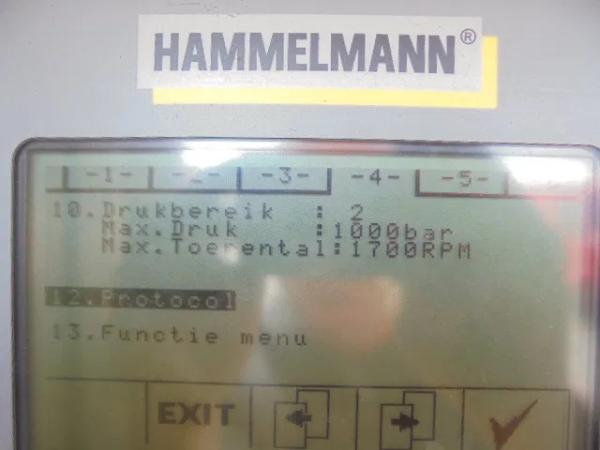 HAMMELMANN®
-1- -2- -3- -4- -5-
10.Drukbereik : 2
Max.Druk :1000bar
Max.Toerental:1700RPM
12.Protocol
13.Functie menu
EXIT